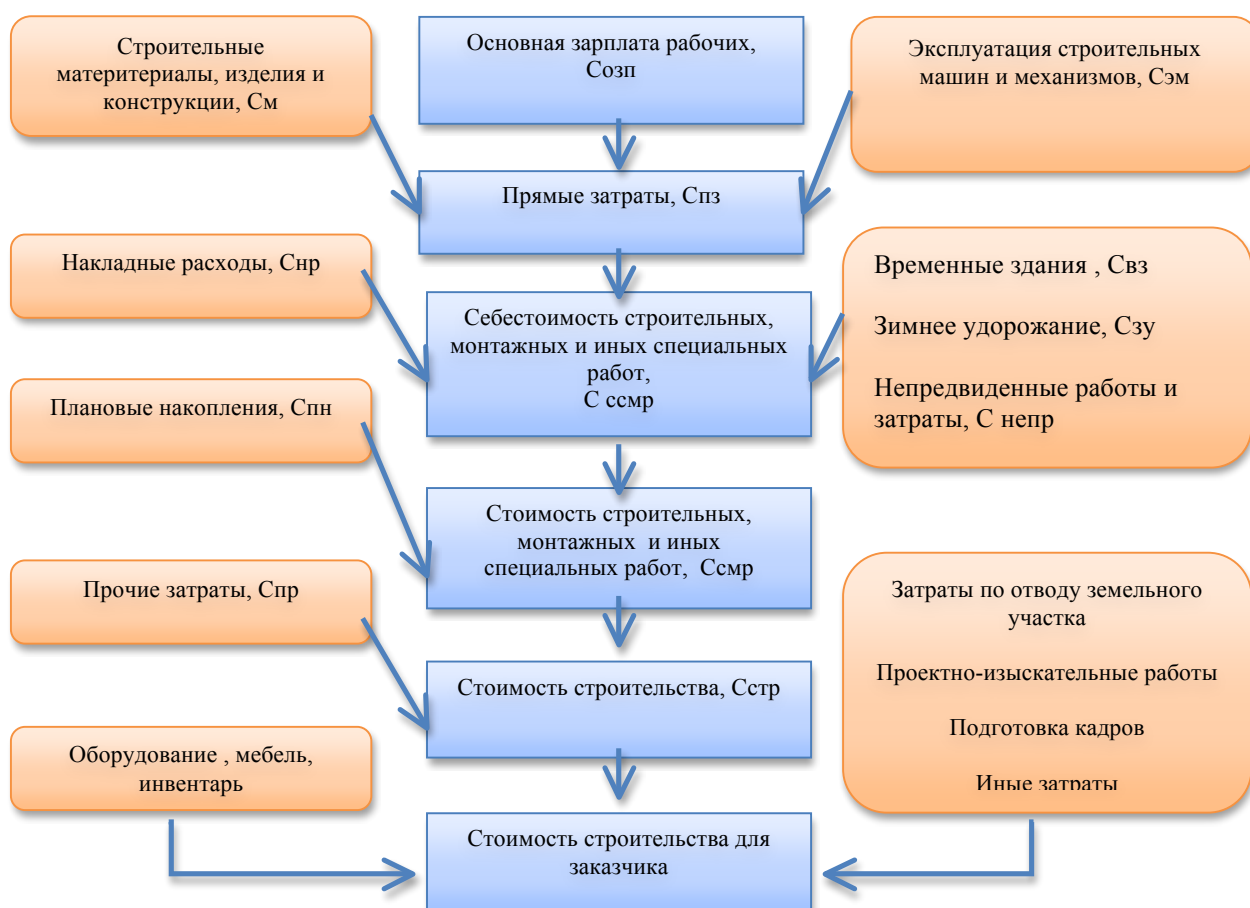 Строительные
материтериалы, изделия и
конструкции, См
Основная зарплата рабочих,
Созп
Эксплуатация строительных
машин и механизмов, Сэм
Прямые затраты, Спз
Накладные расходы, Снр
Временные здания , Свз
Зимнее удорожание, Сзу
Непредвиденные работы и
затраты, С непр
Себестоимость строительных,
монтажных и иных специальных
работ,
С ссмр
Плановые накопления, Спн
Стоимость строительных,
монтажных и иных
специальных работ, Ссмр
Прочие затраты, Спр
Затраты по отводу земельного
участка
Проектно-изыскательные работы
Подготовка кадров
Иные затраты
Стоимость строительства, Сстр
Оборудование , мебель,
инвентарь
Стоимость строительства для
заказчика